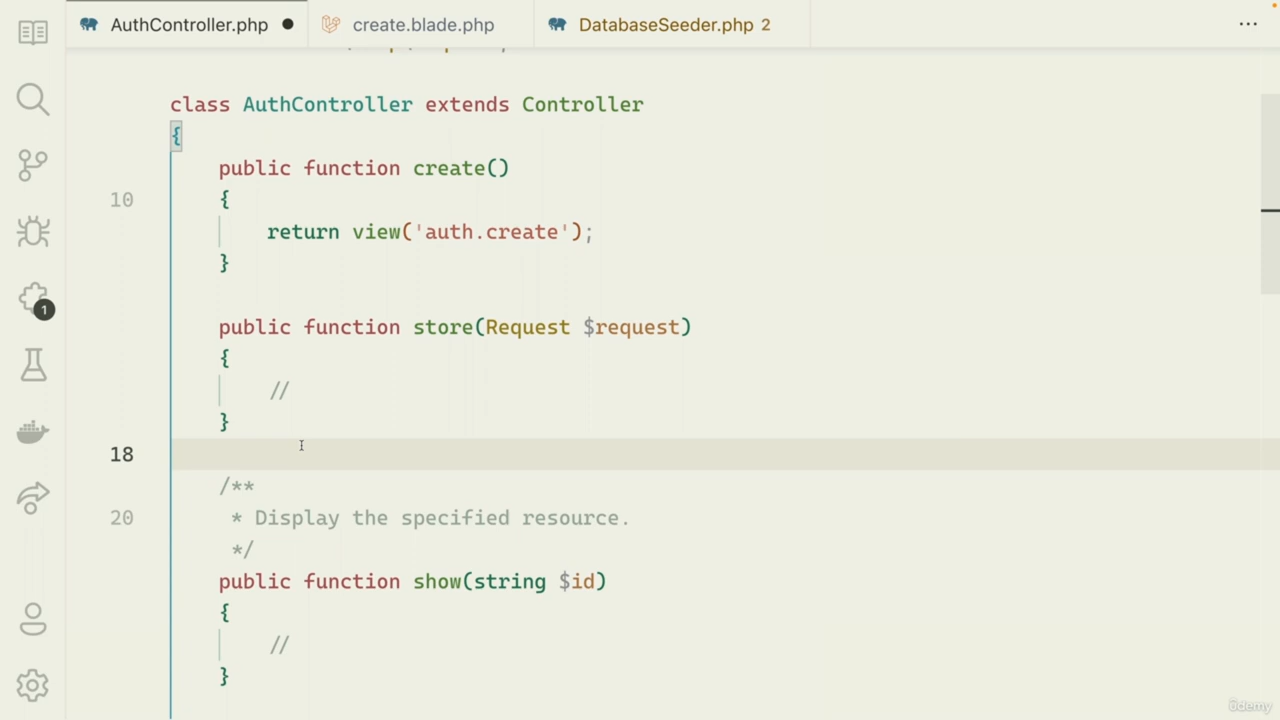 AuthController.php create.blade.php DatabaseSeeder.php 2 ...
class AuthController extends Controller
{
public function create()
10 {
return view('auth.create');
}
public function store(Request $request)
{
//
}
18
/**
20 * Display the specified resource.
*/
public function show(string $id)
{
//
}
1
ûdemy